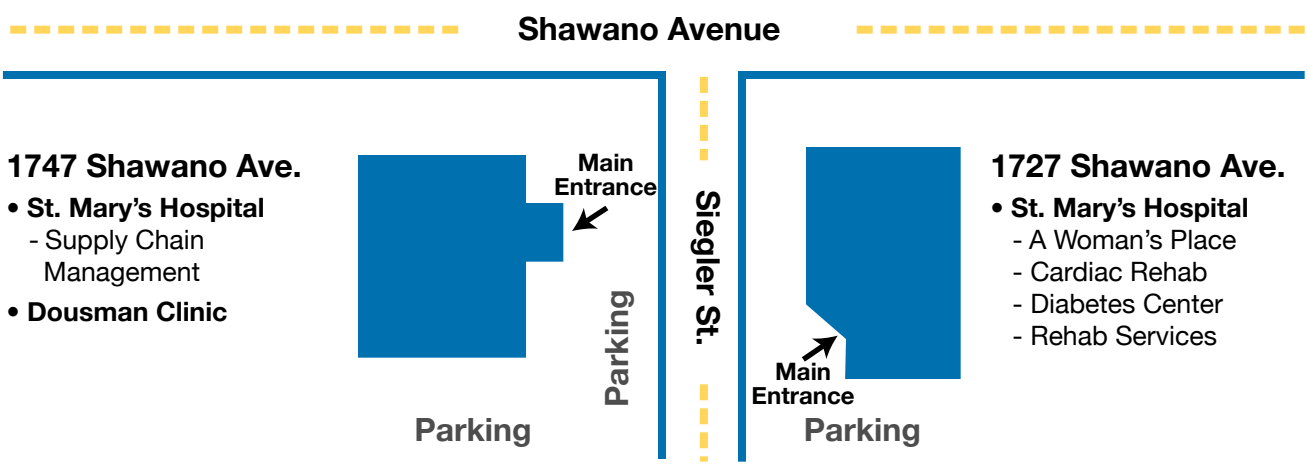 Shawano Avenue
1747 Shawano Ave.
• St. Mary’s Hospital
- Supply Chain
Management
• Dousman Clinic
Main
Entrance
Parking
Parking
Siegler St.
Main
Entrance
Parking
1727 Shawano Ave.
• St. Mary’s Hospital
- A Woman’s Place
- Cardiac Rehab
- Diabetes Center
- Rehab Services